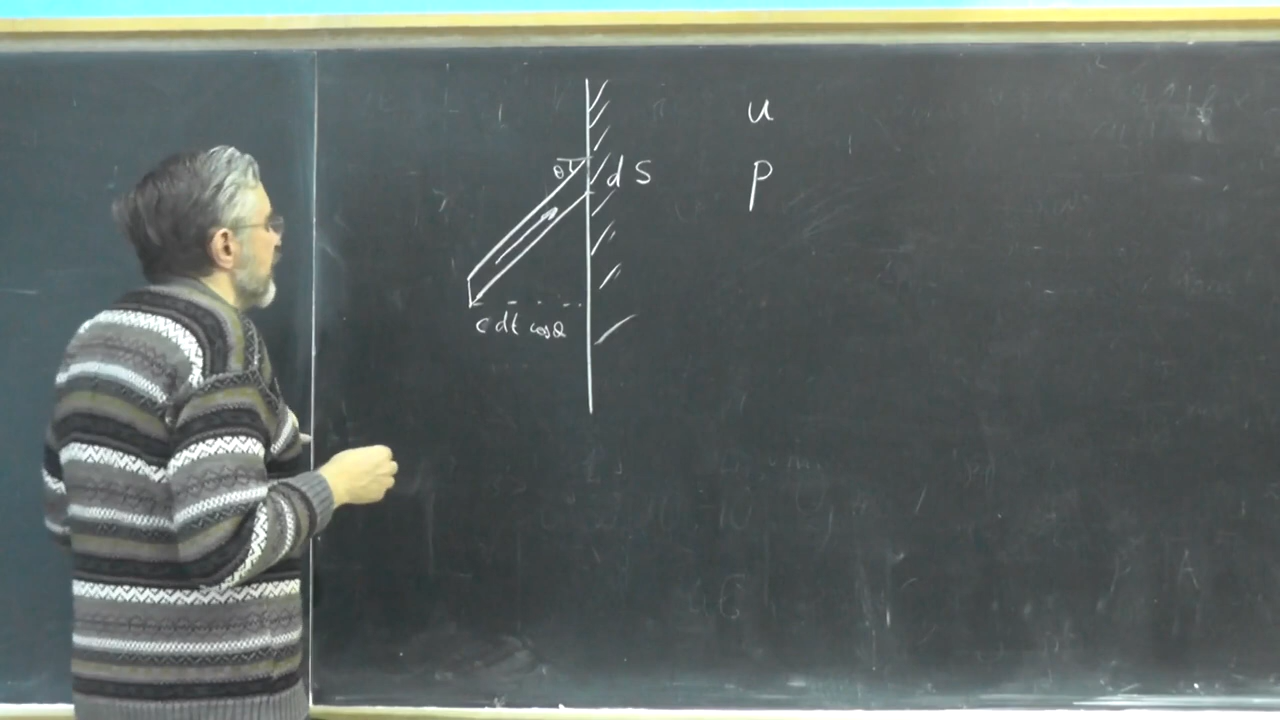 u
θ
dS
p
c dt cos θ